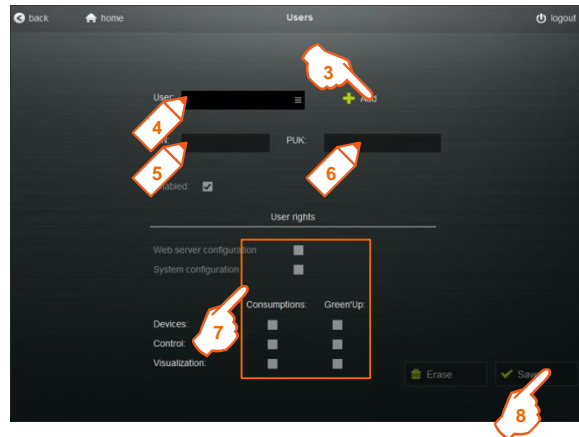 back home Users logout
3
User: Add
4
PUK:
5 6
User rights
Web server configuration
System configuration
Consumptions: Green'Up:
Devices:
7
Control:
Visualization:
Erase Save
8